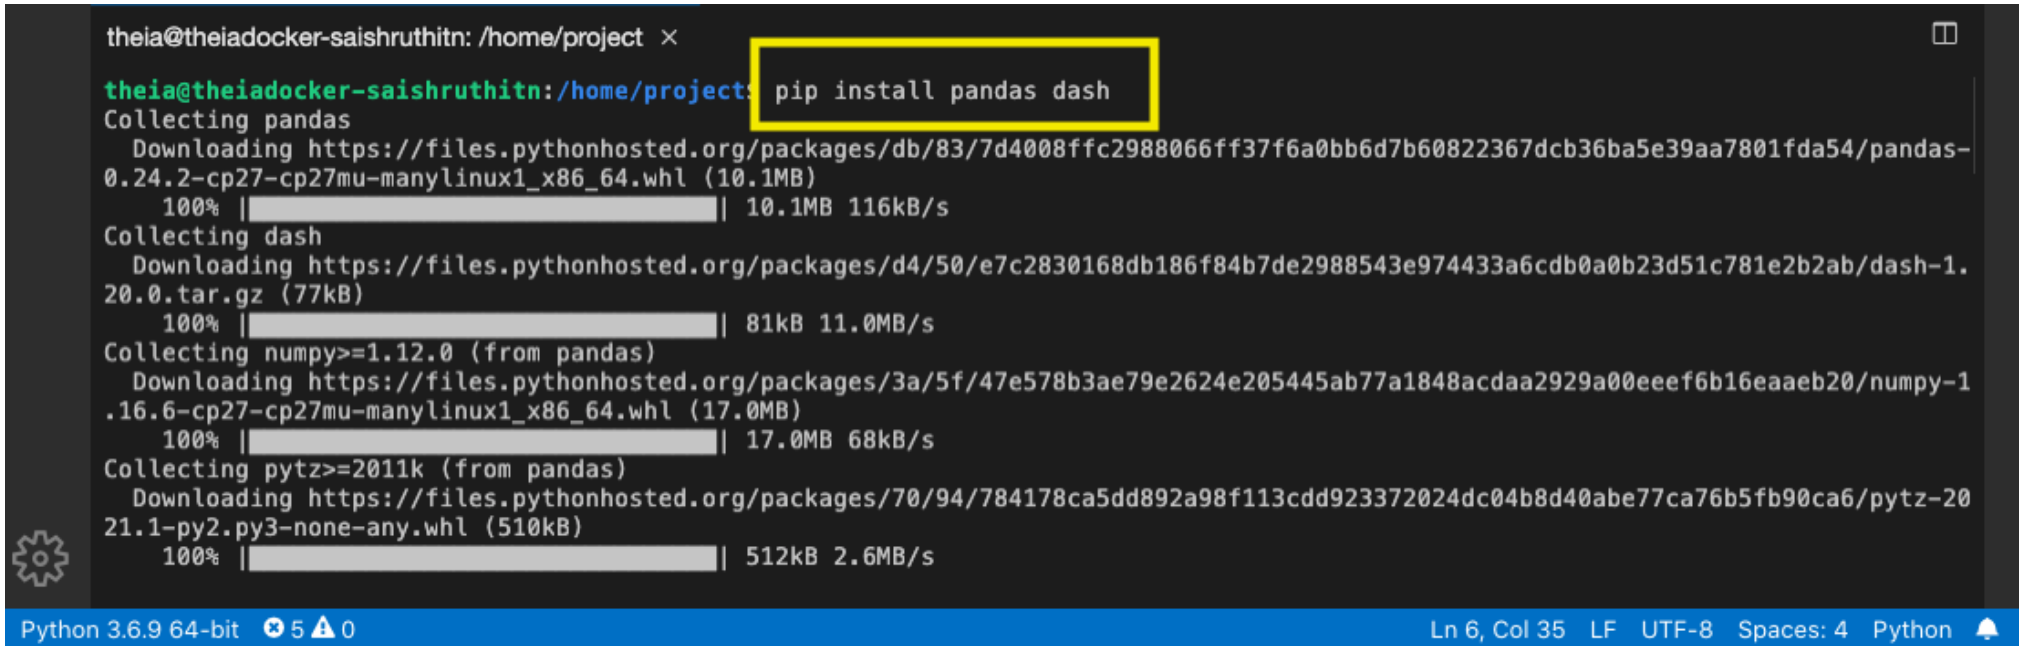 theia@theiadocker-saishruthitn: /home/project ×
theia@theiadocker-saishruthitn:/home/project$ pip install pandas dash
Collecting pandas
  Downloading https://files.pythonhosted.org/packages/db/83/7d4008ffc2988066ff37f6a0bb6d7b60822367dcb36ba5e39aa7801fda54/pandas-
0.24.2-cp27-cp27mu-manylinux1_x86_64.whl (10.1MB)
    100% |████████████████████████████████| 10.1MB 116kB/s
Collecting dash
  Downloading https://files.pythonhosted.org/packages/d4/50/e7c2830168db186f84b7de2988543e974433a6cdb0a0b23d51c781e2b2ab/dash-1.
20.0.tar.gz (77kB)
    100% |████████████████████████████████| 81kB 11.0MB/s
Collecting numpy>=1.12.0 (from pandas)
  Downloading https://files.pythonhosted.org/packages/3a/5f/47e578b3ae79e2624e205445ab77a1848acdaa2929a00eeef6b16eaaeb20/numpy-1
.16.6-cp27-cp27mu-manylinux1_x86_64.whl (17.0MB)
    100% |████████████████████████████████| 17.0MB 68kB/s
Collecting pytz>=2011k (from pandas)
  Downloading https://files.pythonhosted.org/packages/70/94/784178ca5dd892a98f113cdd923372024dc04b8d40abe77ca76b5fb90ca6/pytz-20
21.1-py2.py3-none-any.whl (510kB)
    100% |████████████████████████████████| 512kB 2.6MB/s
Python 3.6.9 64-bit 5 0 Ln 6, Col 35 LF UTF-8 Spaces: 4 Python